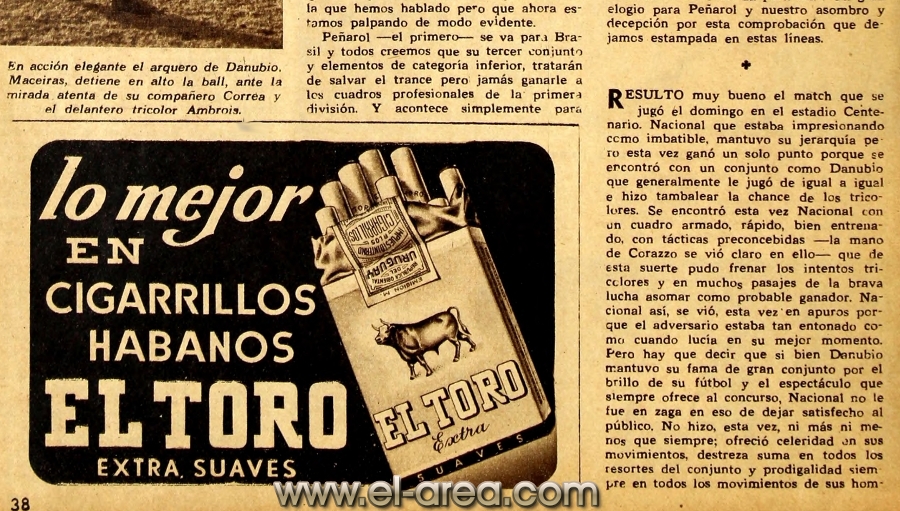 En acción elegante el arquero de Danubio,
Maceiras, detiene en alto la ball, ante la
mirada atenta de su compañero Correa y
el delantero tricolor Ambrois.
la que hemos hablado pero que ahora es-
tamos palpando de modo evidente.
Peñarol —el primero— se va para Bra-
sil y todos creemos que su tercer conjunto
y elementos de categoría inferior, tratarán
de salvar el trance pero jamás ganarle a
los cuadros profesionales de la primera
división. Y acontece simplemente para
lo mejor
EN
CIGARRILLOS
HABANOS
EL TORO
EXTRA SUAVES
CIGARRILLOS
IMPUESTO INTERNO
URUGUAY
REPUBLICA ORIENTAL
DEL
EMISION M
EL TORO
Extra
SUAVES
38
elogio para Peñarol y nuestro asombro y
decepción por esta comprobación que de-
jamos estampada en estas líneas.
RESULTO muy bueno el match que se
jugó el domingo en el estadio Cente-
nario. Nacional que estaba impresionando
como imbatible, mantuvo su jerarquía pe-
ro esta vez ganó un solo punto porque se
encontró con un conjunto como Danubio
que generalmente le jugó de igual a igual
e hizo tambalear la chance de los trico-
lores. Se encontró esta vez Nacional con
un cuadro armado, rápido, bien entrena-
do, con tácticas preconcebidas —la mano
de Corazzo se vió claro en ello— que de
esta suerte pudo frenar los intentos tri-
colores y en muchos pasajes de la brava
lucha asomar como probable ganador. Na-
cional así, se vió, esta vez en apuros por-
que el adversario estaba tan entonado co-
mo cuando lucía en su mejor momento.
Pero hay que decir que si bien Danubio
mantuvo su fama de gran conjunto por el
brillo de su fútbol y el espectáculo que
siempre ofrece al concurso, Nacional no le
fue en zaga en eso de dejar satisfecho al
público. No hizo, esta vez, ni más ni me-
nos que siempre; ofreció celeridad en sus
movimientos, destreza suma en todos los
resortes del conjunto y prodigalidad siem-
pre en todos los movimientos de sus hom-
www.el-area.com